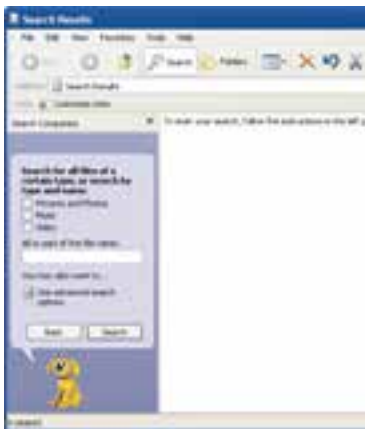 Search Results
File Edit View Favorites Tools Help
Search Folders
Search Results
Search Companion
To start your search, follow the instructions in the left
Search for all files of a
certain type, or search by
type and name.
Pictures and Photos
Music
Video
All or part of the file name:
You may also want to...
Use advanced search
options
Back Search